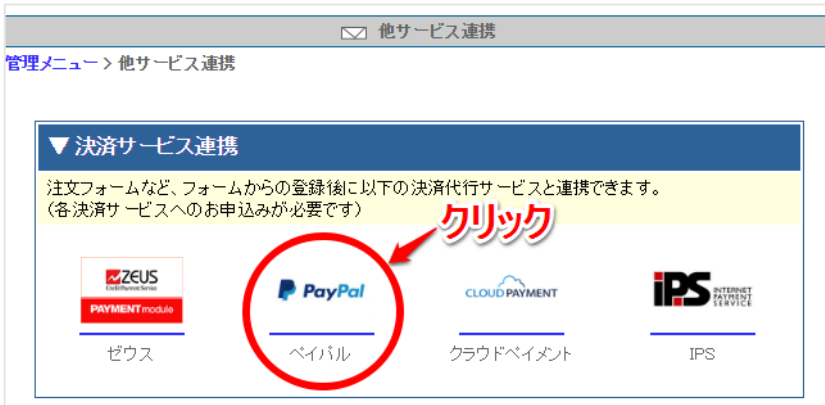 他サービス連携
管理メニュー > 他サービス連携
▼決済サービス連携
注文フォームなど、フォームからの登録後に以下の決済代行サービスと連携できます。
(各決済サービスへのお申込みが必要です)
クリック
ZEUS
Credit Payment Service
PAYMENT module
PayPal
CLOUD PAYMENT
IPS INTERNET PAYMENT SERVICE
ゼウス
ペイパル
クラウドペイメント
IPS